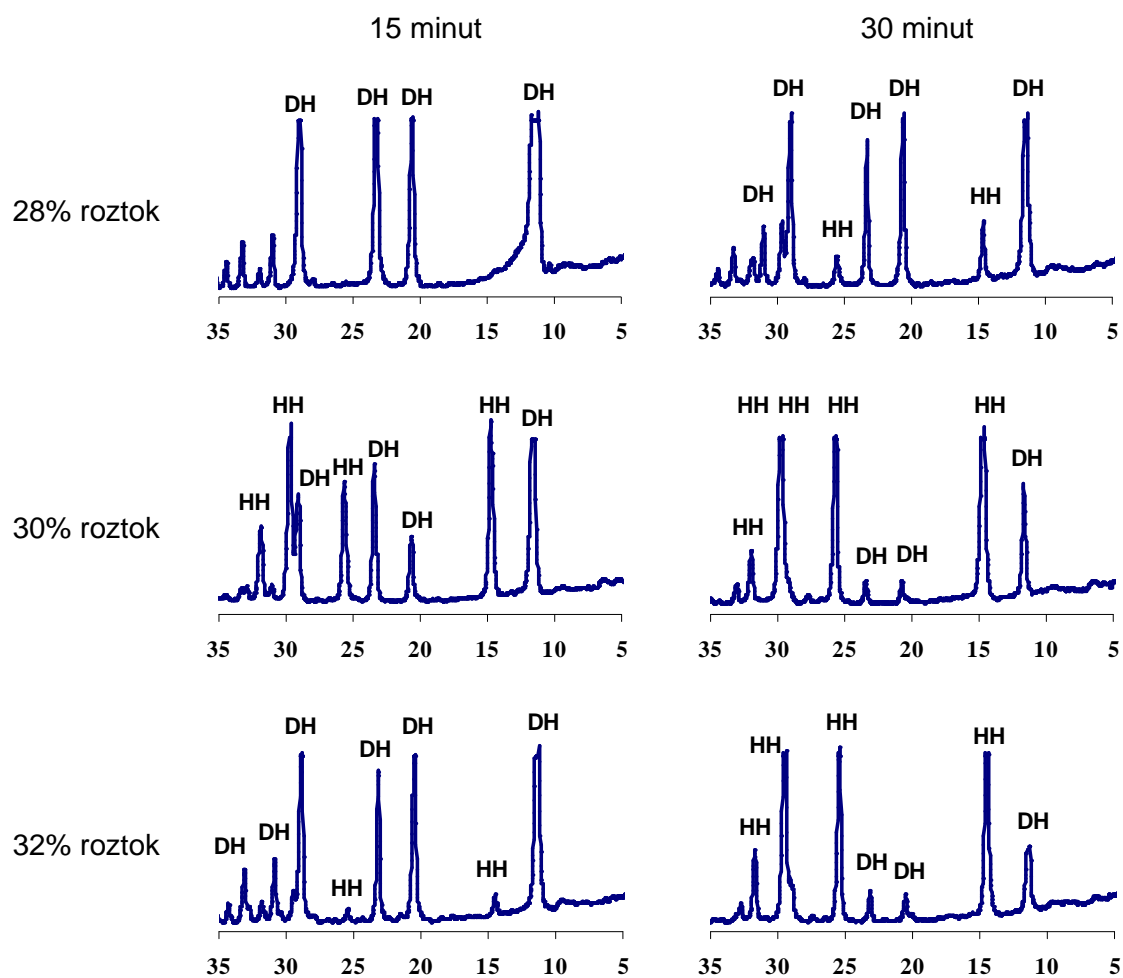 15 minut 30 minut
28% roztok
DH DH DH DH
35 30 25 20 15 10 5
DH DH DH DH
DH HH HH
35 30 25 20 15 10 5
30% roztok
HH HH DH
HH DH HH DH DH
35 30 25 20 15 10 5
HH HH HH HH
HH DH DH DH
35 30 25 20 15 10 5
32% roztok
DH DH DH DH
DH DH HH HH
35 30 25 20 15 10 5
HH HH HH
HH DH DH DH
35 30 25 20 15 10 5